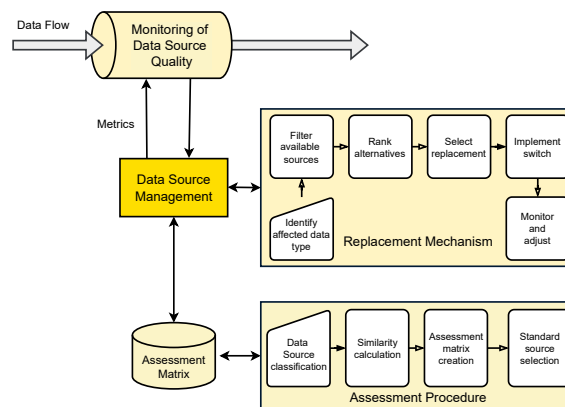 Data Flow
Monitoring of
Data Source
Quality
Metrics
Data Source
Management
Filter
available
sources
Rank
alternatives
Select
replacement
Implement
switch
Identify
affected data
type
Monitor
and
adjust
Replacement Mechanism
Assessment
Matrix
Data
Source
classification
Similarity
calculation
Assessment
matrix
creation
Standard
source
selection
Assessment Procedure